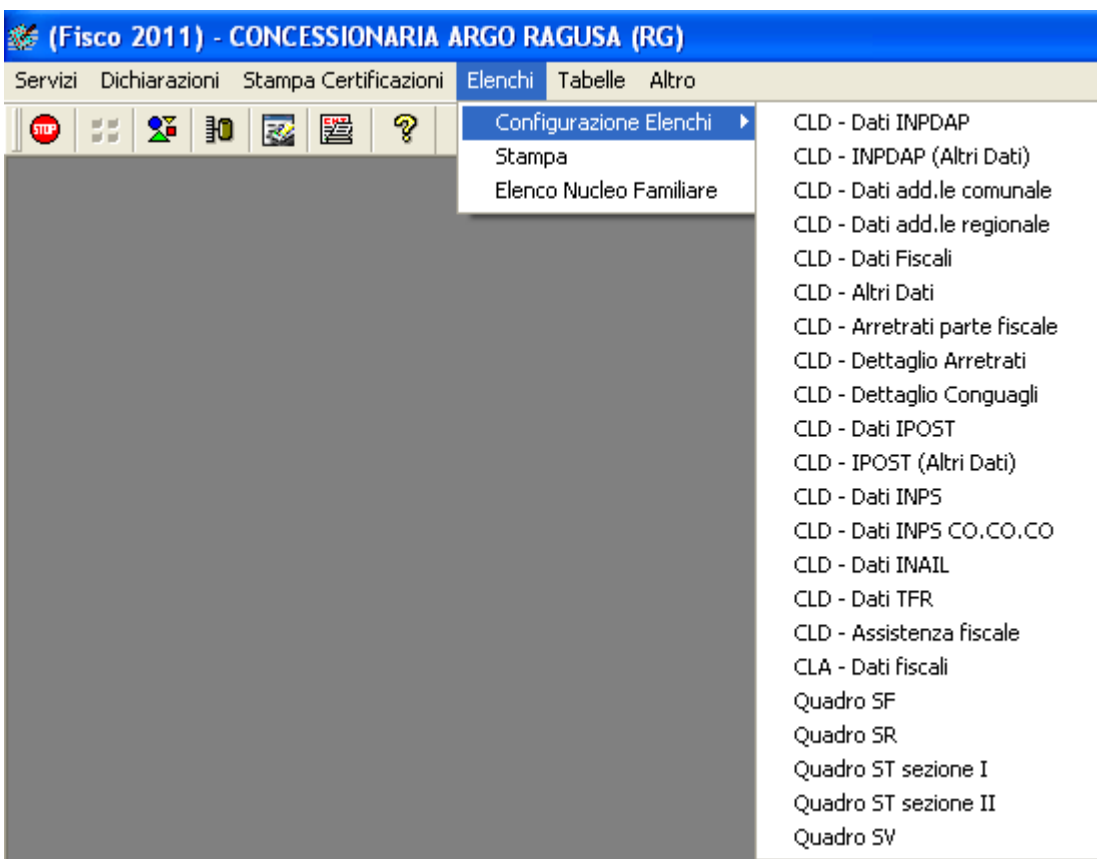 (Fisco 2011) - CONCESSIONARIA ARGO RAGUSA (RG)
Servizi Dichiarazioni Stampa Certificazioni Elenchi Tabelle Altro
STOP
Configurazione Elenchi
Stampa
Elenco Nucleo Familiare
CLD - Dati INPDAP
CLD - INPDAP (Altri Dati)
CLD - Dati add.le comunale
CLD - Dati add.le regionale
CLD - Dati Fiscali
CLD - Altri Dati
CLD - Arretrati parte fiscale
CLD - Dettaglio Arretrati
CLD - Dettaglio Conguagli
CLD - Dati IPOST
CLD - IPOST (Altri Dati)
CLD - Dati INPS
CLD - Dati INPS CO.CO.CO
CLD - Dati INAIL
CLD - Dati TFR
CLD - Assistenza fiscale
CLA - Dati fiscali
Quadro SF
Quadro SR
Quadro ST sezione I
Quadro ST sezione II
Quadro SV